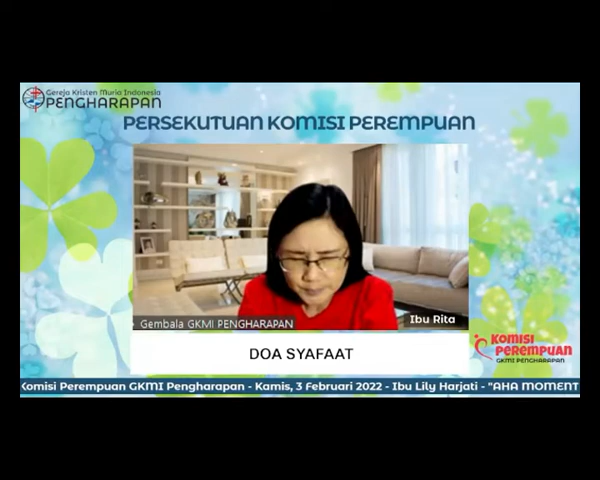 Gereja Kristen Muria Indonesia
PENGHARAPAN
PERSEKUTUAN KOMISI PEREMPUAN
Gembala GKMI PENGHARAPAN
Ibu Rita
DOA SYAFAAT
KOMISI
PEREMPUAN
GKMI PENGHARAPAN
Komisi Perempuan GKMI Pengharapan - Kamis, 3 Februari 2022 - Ibu Lily Harjati - "AHA MOMENT